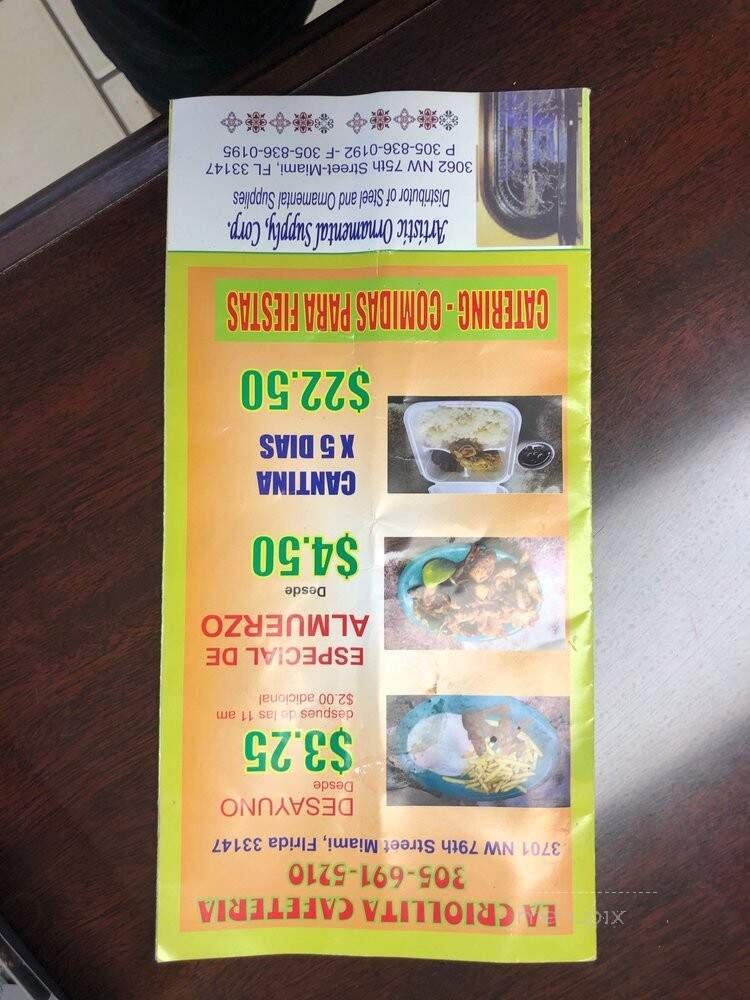 LA CRIOLLITA CAFETERIA
305-691-5210
3701 NW 79th Street Miami, Flrida 33147
DESAYUNO
Desde
$3.25
despues de las 11 am
$2.00 adicional
ESPECIAL DE
ALMUERZO
Desde
$4.50
CANTINA
X 5 DIAS
$22.50
CATERING - COMIDAS PARA FIESTAS
Artistic Ornamental Supply, Corp.
Distributor of Steel and Ornamental Supplies
3062 NW 75th Street-Miami, FL 33147
P 305-836-0192 -F 305-836-0195